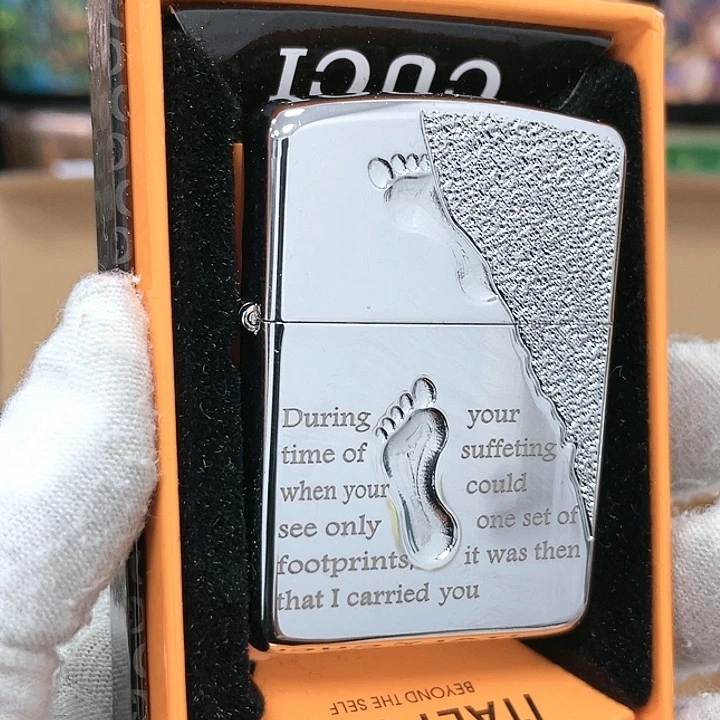 CUCI
During your
time of suffeting
when your could
see only one set of
footprints, it was then
that I carried you
BEYOND THE SELF